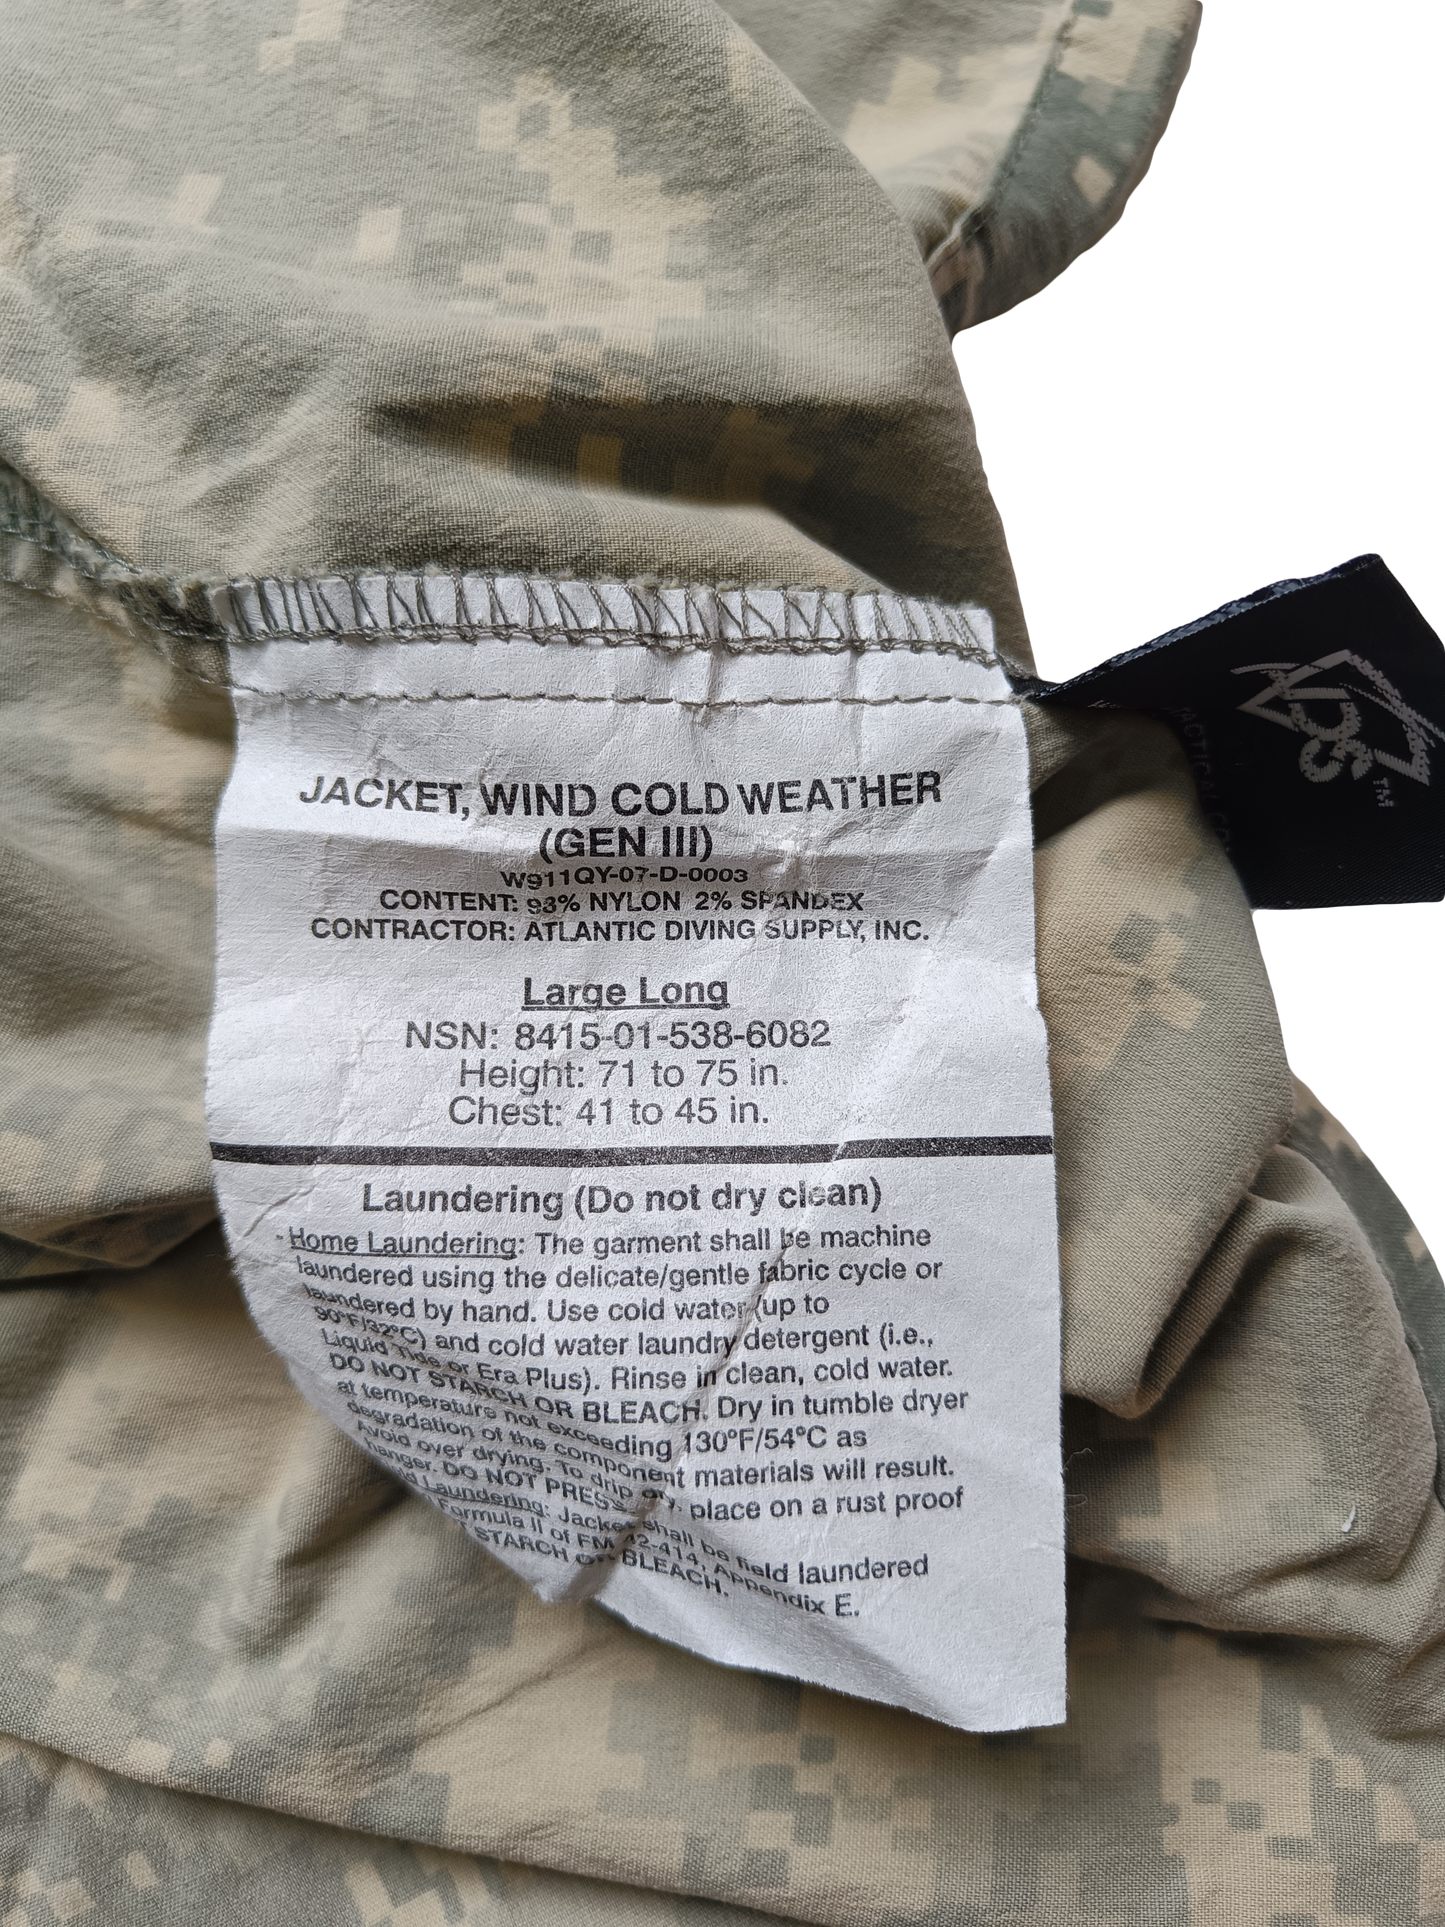 JACKET, WIND COLD WEATHER
(GEN III)
W911QY-07-D-0003
CONTENT: 98% NYLON 2% SPANDEX
CONTRACTOR: ATLANTIC DIVING SUPPLY, INC.
Large Long
NSN: 8415-01-538-6082
Height: 71 to 75 in.
Chest: 41 to 45 in.
Laundering (Do not dry clean)
- Home Laundering: The garment shall be machine
laundered using the delicate/gentle fabric cycle or
laundered by hand. Use cold water (up to
90°F/32°C) and cold water laundry detergent (i.e.,
Liquid Tide or Era Plus). Rinse in clean, cold water.
DO NOT STARCH OR BLEACH. Dry in tumble dryer
at temperature not exceeding 130°F/54°C as
degradation of the component materials will result.
Avoid over drying. To drip dry, place on a rust proof
hanger. DO NOT PRESS.
Laundering: Jacket shall be field laundered
Formula II of FM 42-414, Appendix E.
STARCH OR BLEACH.
ADS
TM
TACTICAL